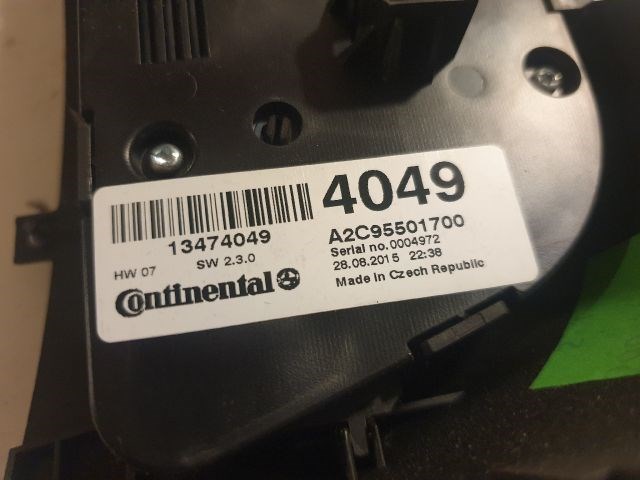 4049
13474049
A2C95501700
Serial no.0004972
HW 07 SW 2.3.0
28.08.2015 22:38
Continental
Made in Czech Republic